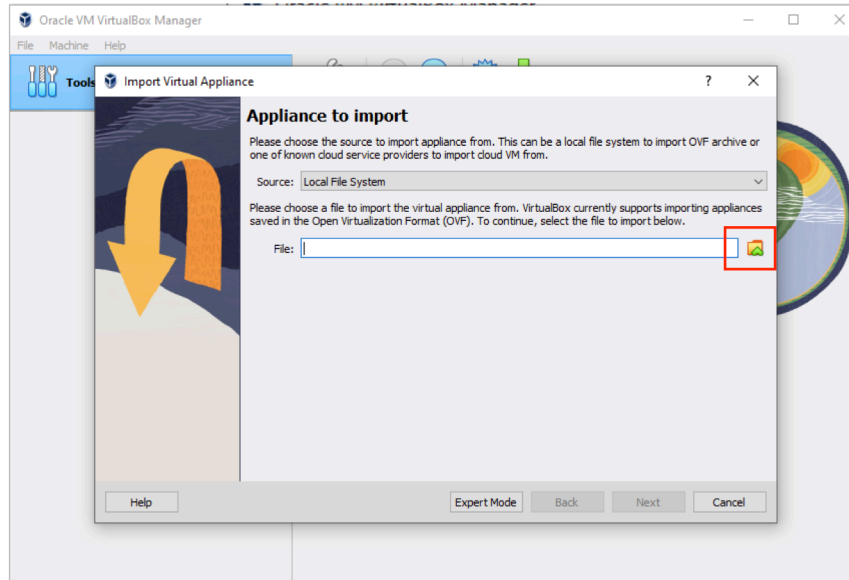 Oracle VM VirtualBox Manager
File Machine Help
Tools
Import Virtual Appliance
?
Appliance to import
Please choose the source to import appliance from. This can be a local file system to import OVF archive or
one of known cloud service providers to import cloud VM from.
Source: Local File System
Please choose a file to import the virtual appliance from. VirtualBox currently supports importing appliances
saved in the Open Virtualization Format (OVF). To continue, select the file to import below.
File:
Help Expert Mode Back Next Cancel